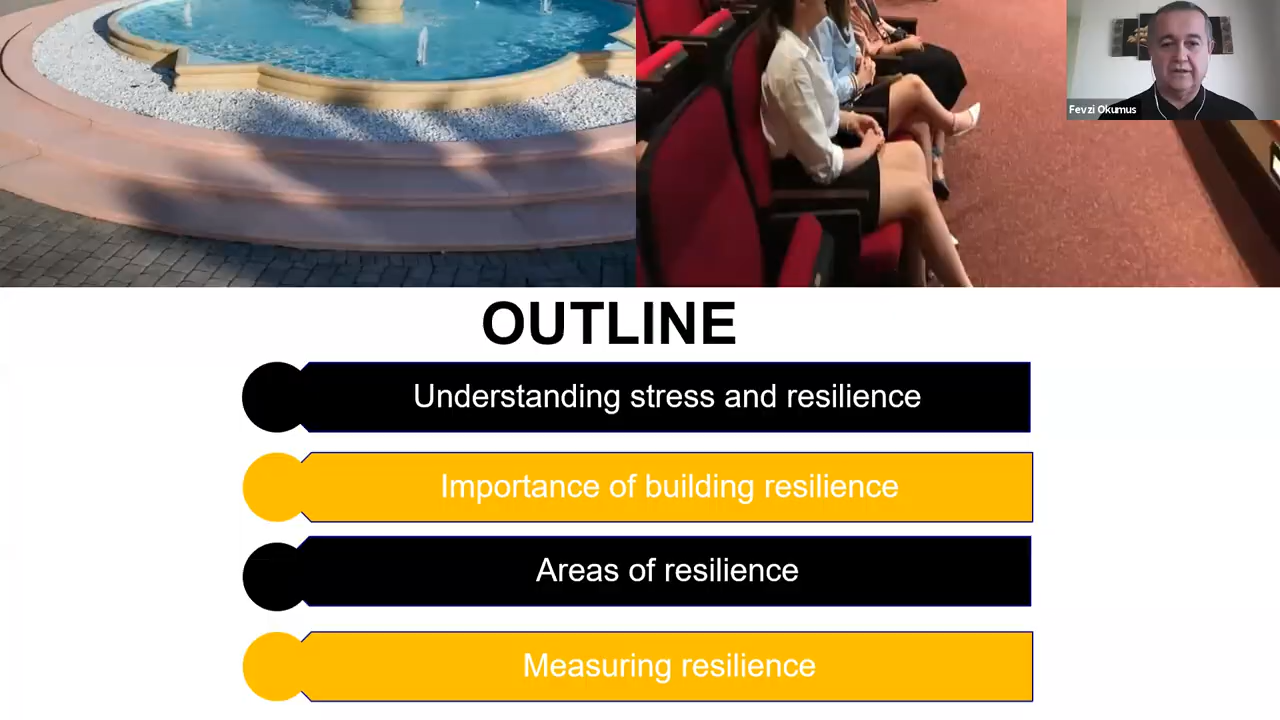 Fevzi Okumus
OUTLINE
Understanding stress and resilience
Importance of building resilience
Areas of resilience
Measuring resilience